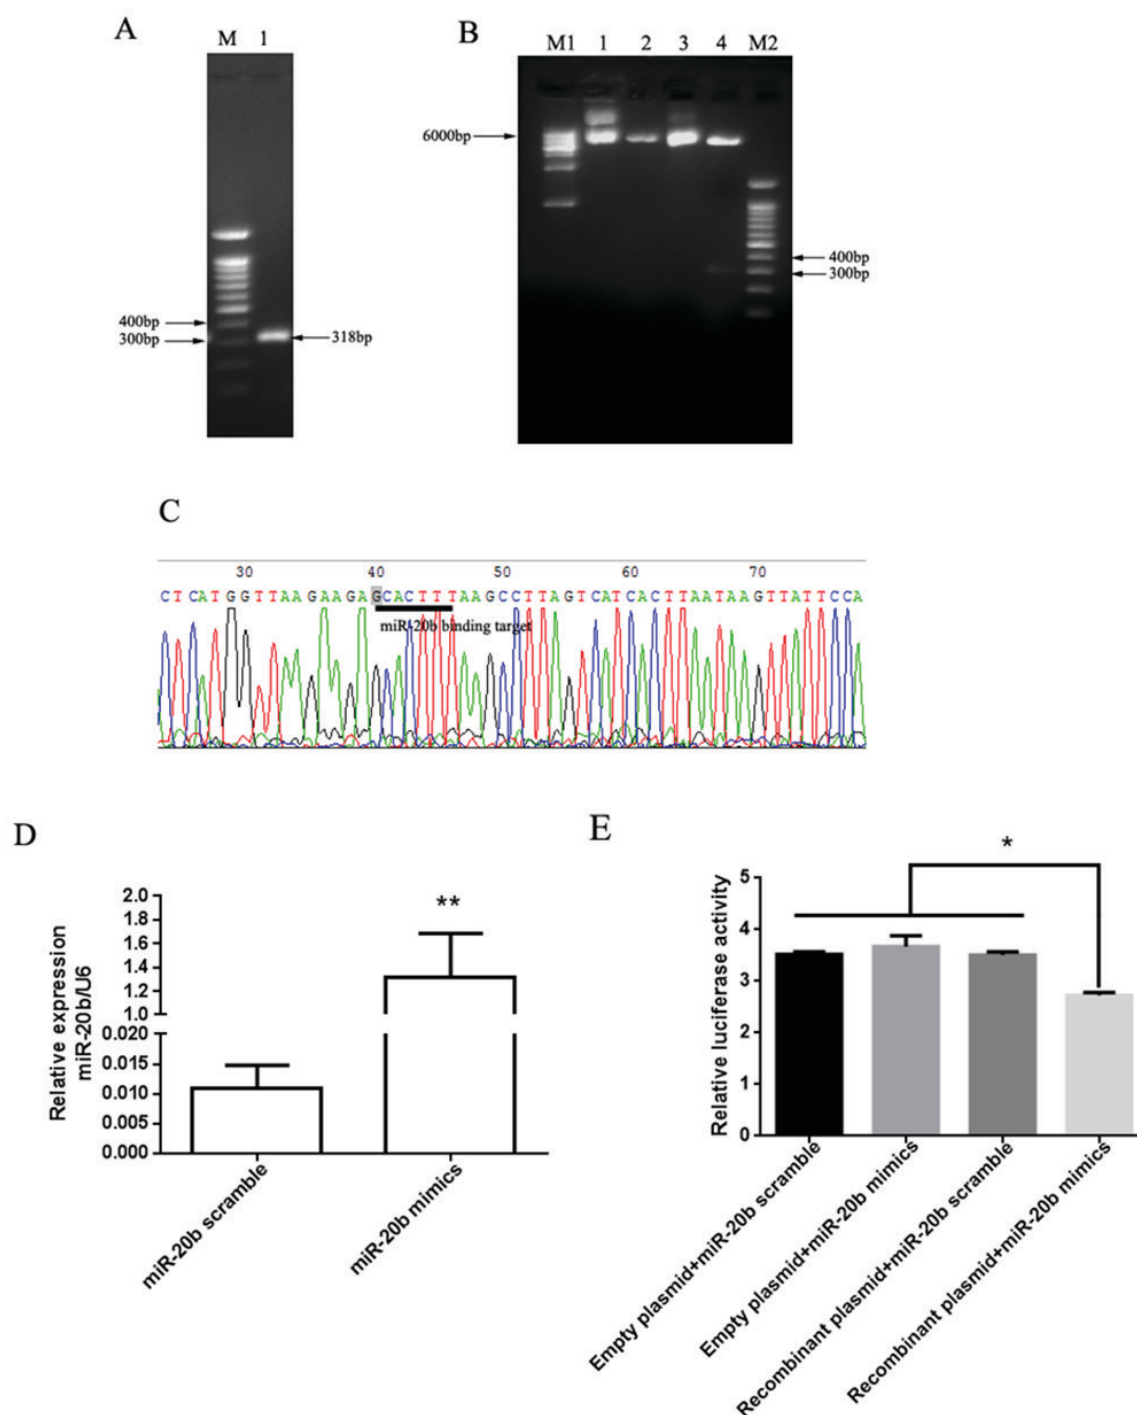 A
M 1
400bp
300bp
318bp
B
M1 1 2 3 4 M2
6000bp
400bp
300bp
C
30 40 50 60 70
CTCATGGTTAAGAAGAGCACTTTAAGCCTTAGTCATCACTTAATAAGTTATTCCA
miR-20b binding target
D
Relative expression
miR-20b/U6
2.0
1.8
1.6
1.4
1.2
1.0
0.020
0.015
0.010
0.005
0.000
**
miR-20b scramble
miR-20b mimics
E
Relative luciferase activity
5
4
3
2
1
0
*
Empty plasmid+miR-20b scramble
Empty plasmid+miR-20b mimics
Recombinant plasmid+miR-20b scramble
Recombinant plasmid+miR-20b mimics